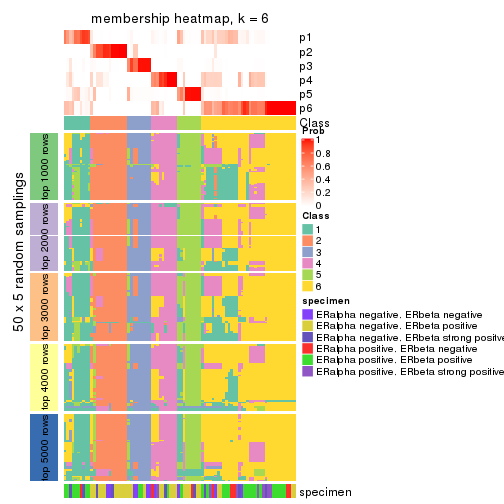 membership heatmap, k = 6
p1
p2
p3
p4
p5
p6
Class
Prob
1
0.8
0.6
0.4
0.2
0
Class
1
2
3
4
5
6
specimen
ERalpha negative. ERbeta negative
ERalpha negative. ERbeta positive
ERalpha negative. ERbeta strong positive
ERalpha positive. ERbeta negative
ERalpha positive. ERbeta positive
ERalpha positive. ERbeta strong positive
50 x 5 random samplings
top 1000 rows
top 2000 rows
top 3000 rows
top 4000 rows
top 5000 rows
specimen